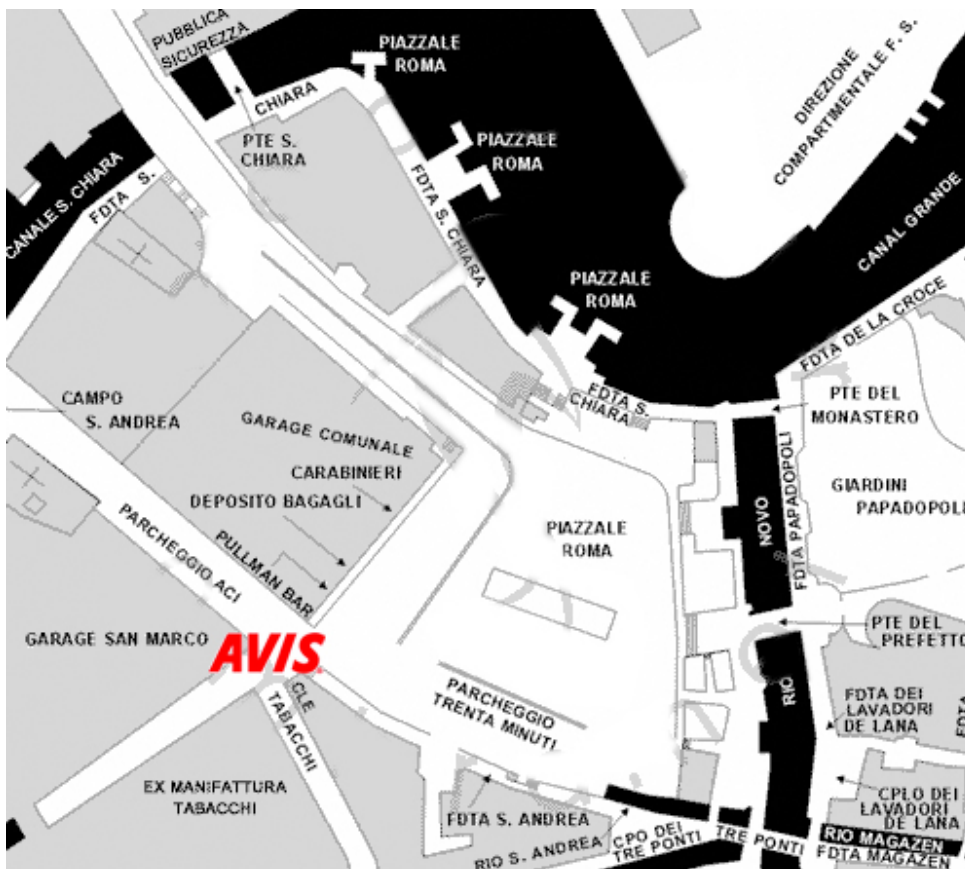 PUBBLICA
SICUREZZA
PIAZZALE
ROMA
DIREZIONE
COMPARTIMENTALE F. S.
CHIARA
PTE S.
CHIARA
PIAZZALE
ROMA
CANALE S. CHIARA
FDTA S.
FDTA S. CHIARA
CANAL GRANDE
PIAZZALE
ROMA
FDTA DE LA CROCE
FDTA S.
CHIARA
PTE DEL
MONASTERO
CAMPO
S. ANDREA
GARAGE COMUNALE
CARABINIERI
DEPOSITO BAGAGLI
PULLMAN BAR
PARCHEGGIO ACI
PIAZZALE
ROMA
NOVO
FDTA PAPADOPOLI
GIARDINI
PAPADOPOLI
GARAGE SAN MARCO
AVIS
PTE DEL
PREFETTO
CLE
TABACCHI
PARCHEGGIO
TRENTA MINUTI
RIO
FDTA DEI
LAVADORI
DE LANA
FDTA
EX MANIFATTURA
TABACCHI
FDTA S. ANDREA
RIO S. ANDREA
CPO DEI
TRE PONTI
TRE PONTI
CPLO DEI
LAVADORI
DE LANA
RIO MAGAZEN
FDTA MAGAZEN